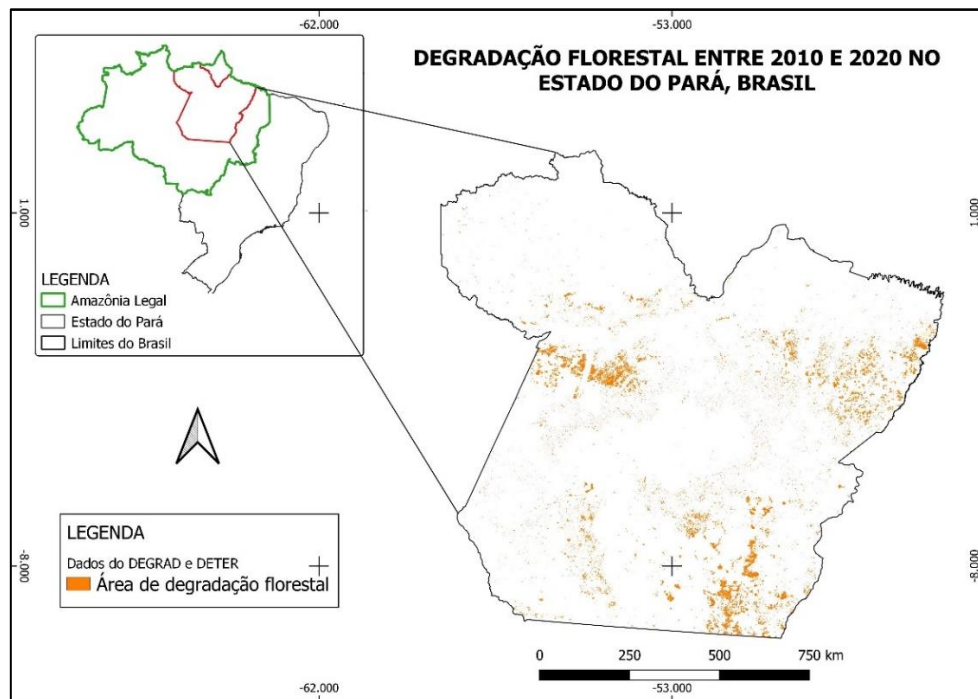 -62.000
-53.000
DEGRADAÇÃO FLORESTAL ENTRE 2010 E 2020 NO
ESTADO DO PARÁ, BRASIL
1.000
1.000
LEGENDA
Amazônia Legal
Estado do Pará
Limites do Brasil
LEGENDA
Dados do DEGRAD e DETER
Área de degradação florestal
-8.000
-8.000
0
250
500
750 km
-62.000
-53.000